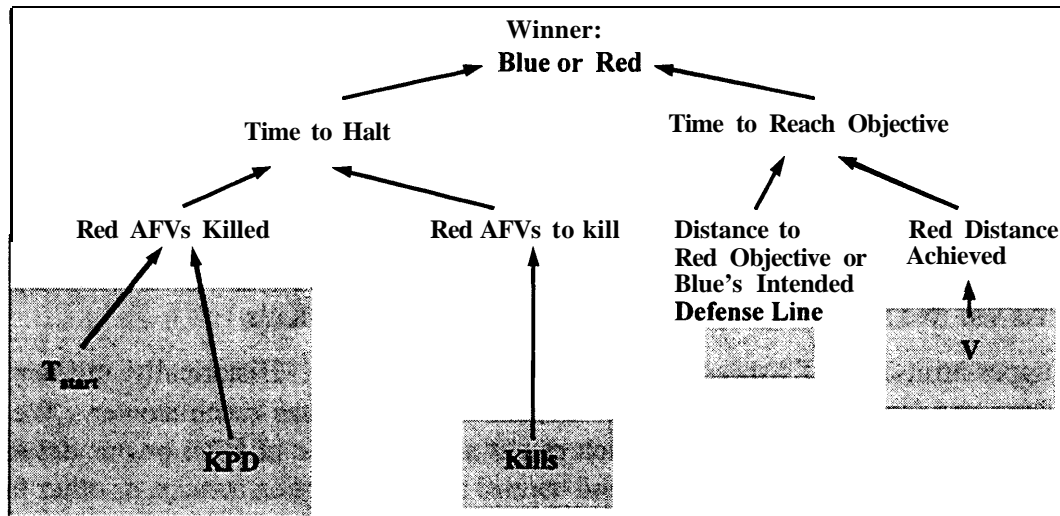 Winner:
Blue or Red
Time to Halt
Time to Reach Objective
Red AFVs Killed
Red AFVs to kill
Distance to
Red Objective or
Blue's Intended
Defense Line
Red Distance
Achieved
T_start
V
KPD
Kills